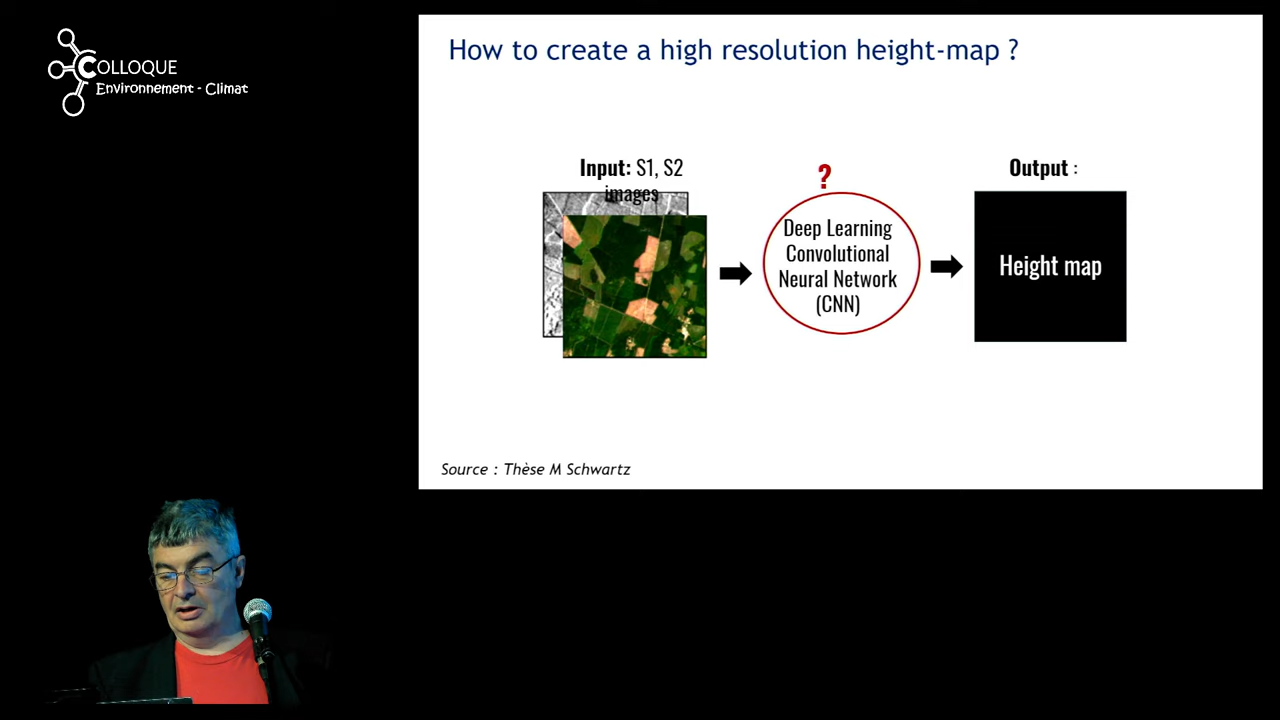 COLLOQUE
Environnement - Climat
How to create a high resolution height-map ?
Input: S1, S2
images
?
Deep Learning
Convolutional
Neural Network
(CNN)
Output :
Height map
Source : Thèse M Schwartz